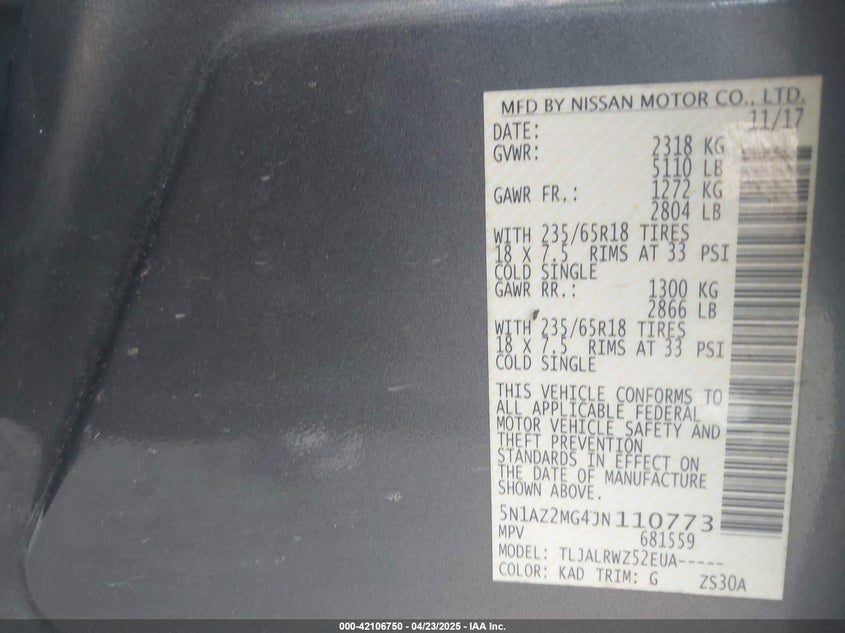 MFD BY NISSAN MOTOR CO., LTD.
DATE: 11/17
GVWR: 2318 KG
5110 LB
GAWR FR.: 1272 KG
2804 LB
WITH 235/65R18 TIRES
18 X 7.5 RIMS AT 33 PSI
COLD SINGLE
GAWR RR.: 1300 KG
2866 LB
WITH 235/65R18 TIRES
18 X 7.5 RIMS AT 33 PSI
COLD SINGLE
THIS VEHICLE CONFORMS TO
ALL APPLICABLE FEDERAL
MOTOR VEHICLE SAFETY AND
THEFT PREVENTION
STANDARDS IN EFFECT ON
THE DATE OF MANUFACTURE
SHOWN ABOVE.
5N1AZ2MG4JN110773
MPV 681559
MODEL: TLJALRWZ52EUA-----
COLOR: KAD TRIM: G ZS30A
000-42106750 - 04/23/2025 - IAA Inc.